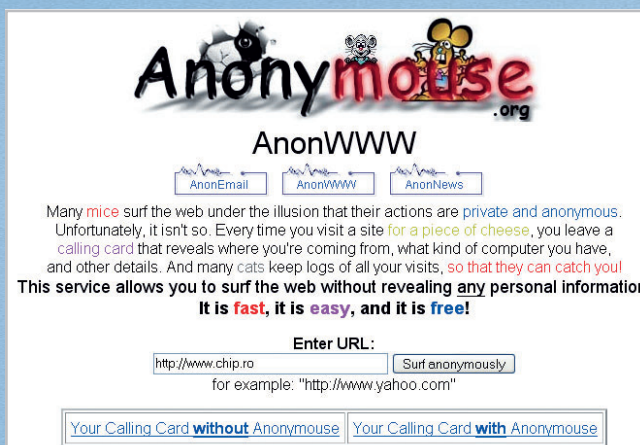 Anonymouse
.org
AnonWWW
AnonEmail AnonWWW AnonNews
Many mice surf the web under the illusion that their actions are private and anonymous.
Unfortunately, it isn't so. Every time you visit a site for a piece of cheese, you leave a
calling card that reveals where you're coming from, what kind of computer you have,
and other details. And many cats keep logs of all your visits, so that they can catch you!
This service allows you to surf the web without revealing any personal informatio
It is fast, it is easy, and it is free!
Enter URL:
http://www.chip.ro Surf anonymously
for example: "http://www.yahoo.com"
Your Calling Card without Anonymouse Your Calling Card with Anonymouse